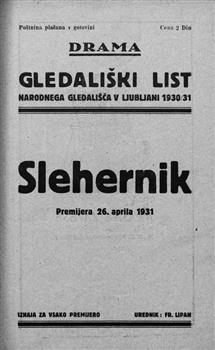 Poštnina plačana v gotovini Cena 2 Din
DRAMA
GLEDALIŠKI LIST
NARODNEGA GLEDALIŠČA V LJUBLJANI 1930/31
Slehernik
Premijera 26. aprila 1931
IZHAJA ZA VSAKO PREMIJERO UREDNIK: FR. LIPAH